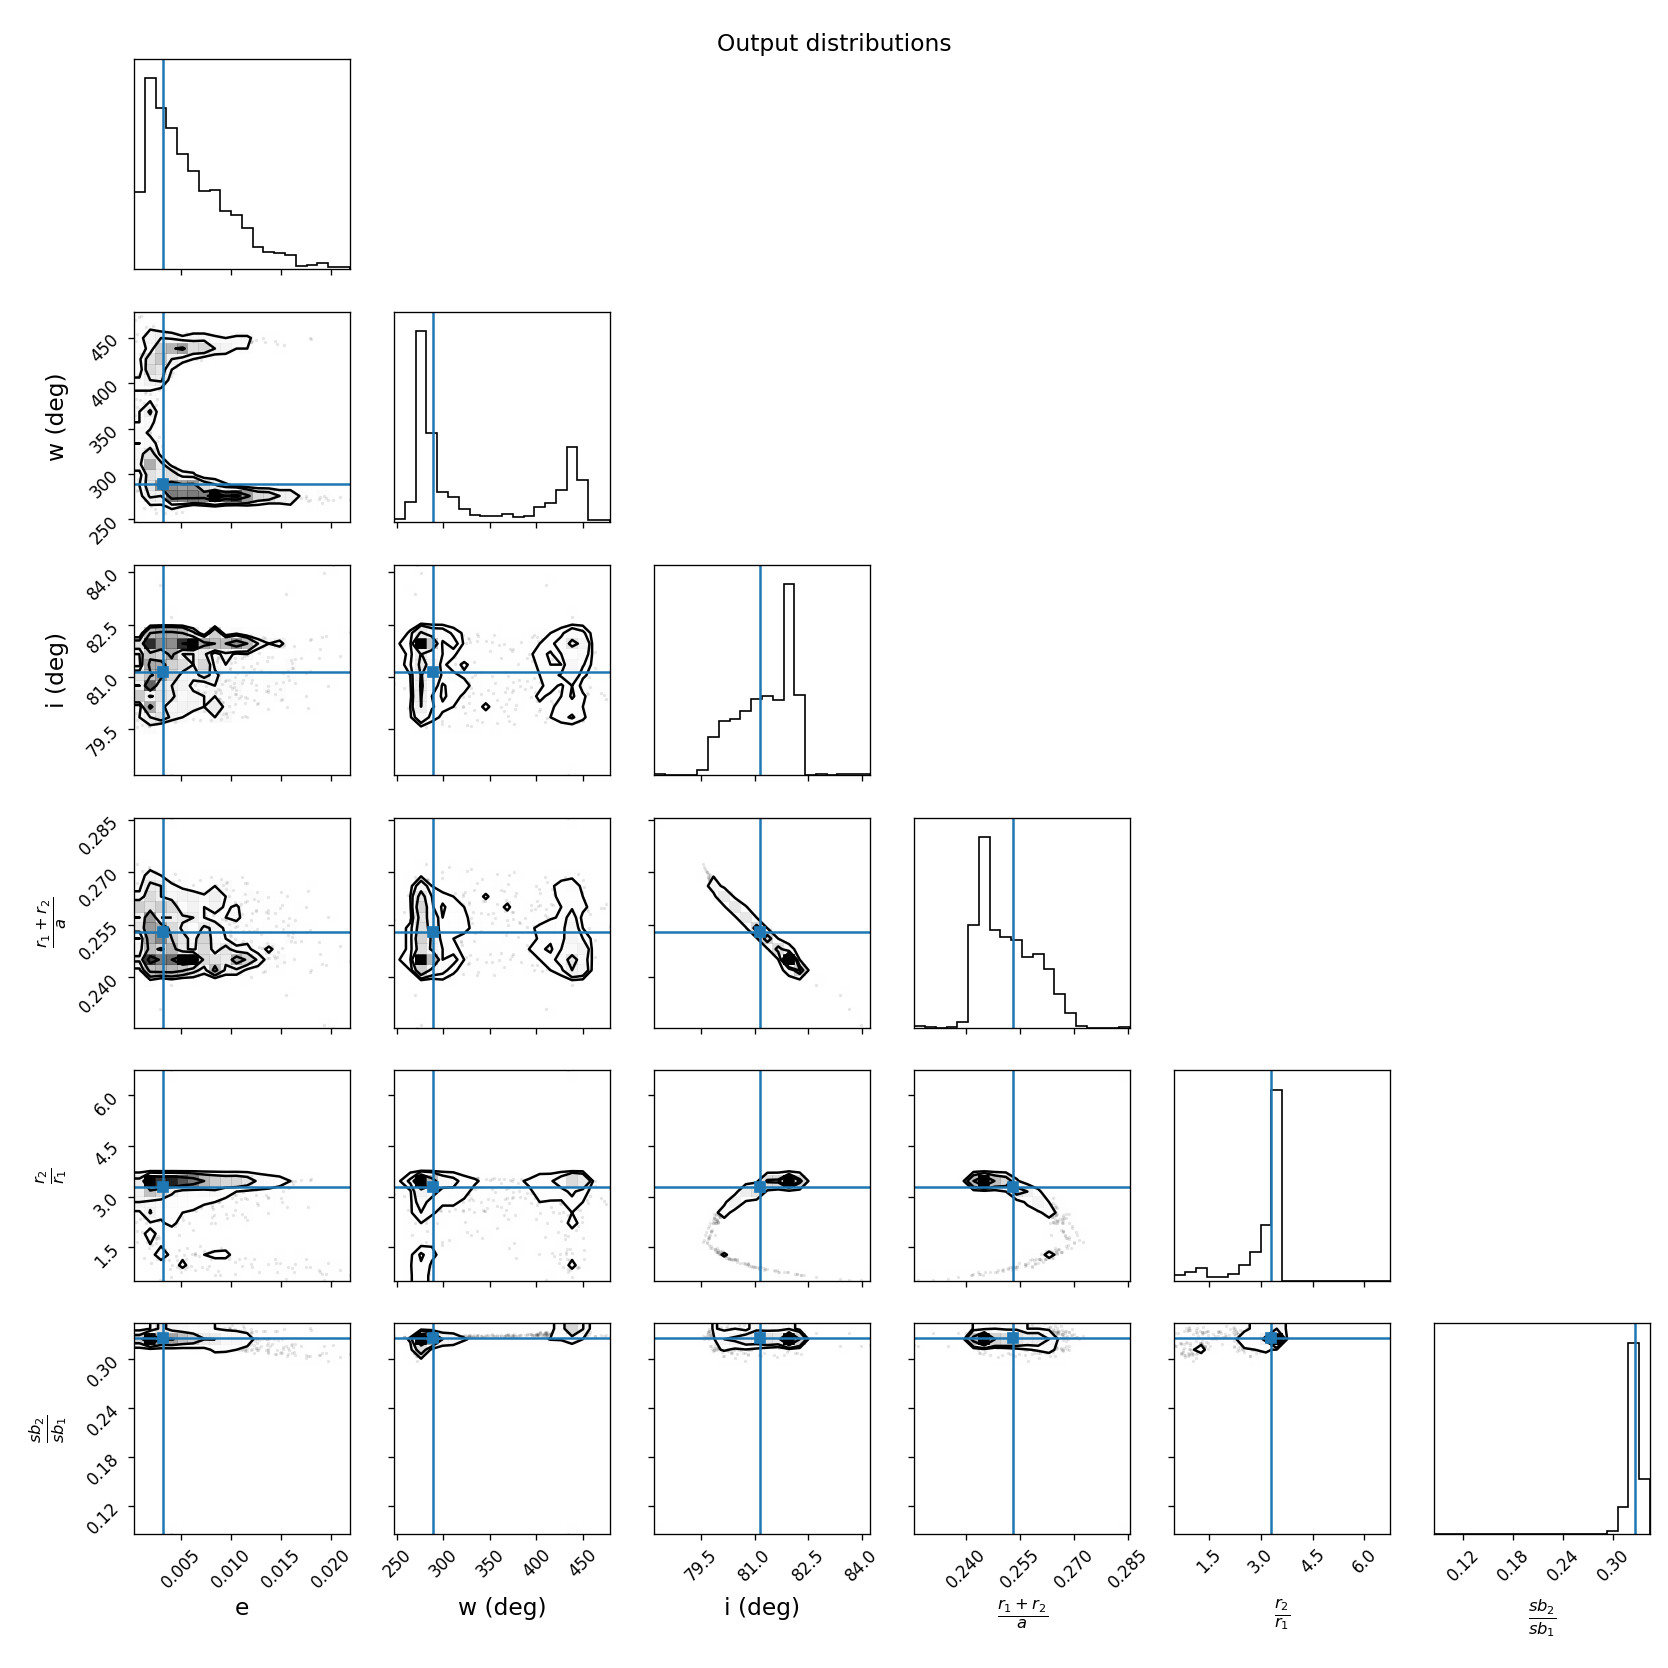 Output distributions
w (deg)
450
400
350
300
250
i (deg)
84.0
82.5
81.0
79.5
r₁ + r₂
a
0.285
0.270
0.255
0.240
r₂
r₁
6.0
4.5
3.0
1.5
sb₂
sb₁
0.30
0.24
0.18
0.12
0.005 0.010 0.015 0.020
250 300 350 400 450
79.5 81.0 82.5 84.0
0.240 0.255 0.270 0.285
1.5 3.0 4.5 6.0
0.12 0.18 0.24 0.30
e
w (deg)
i (deg)
r₁ + r₂
a
r₂
r₁
sb₂
sb₁